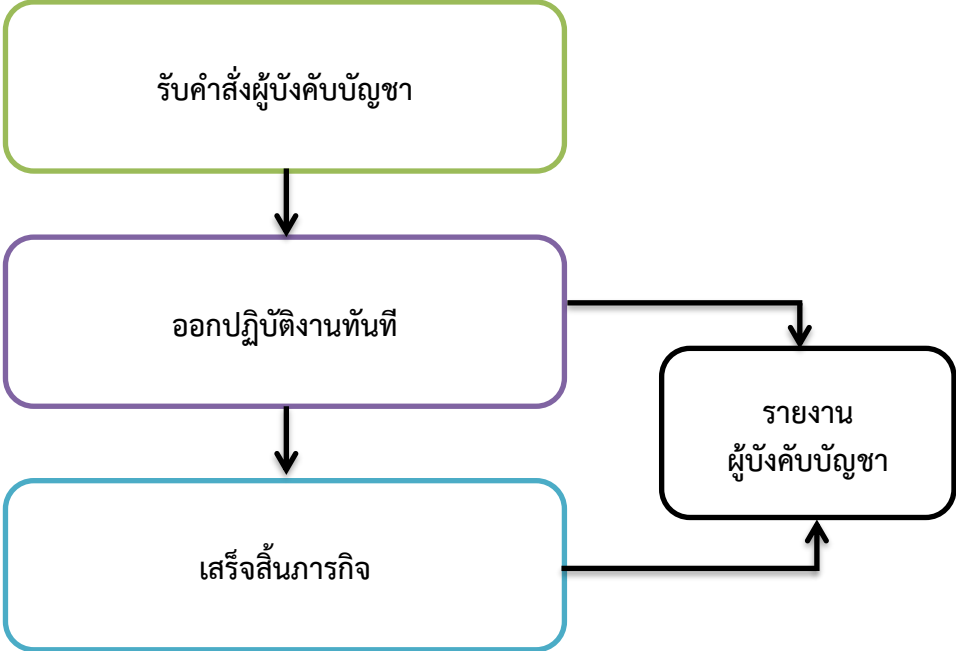 รับคำสั่งผู้บังคับบัญชา
ออกปฏิบัติงานทันที
รายงาน
ผู้บังคับบัญชา
เสร็จสิ้นภารกิจ